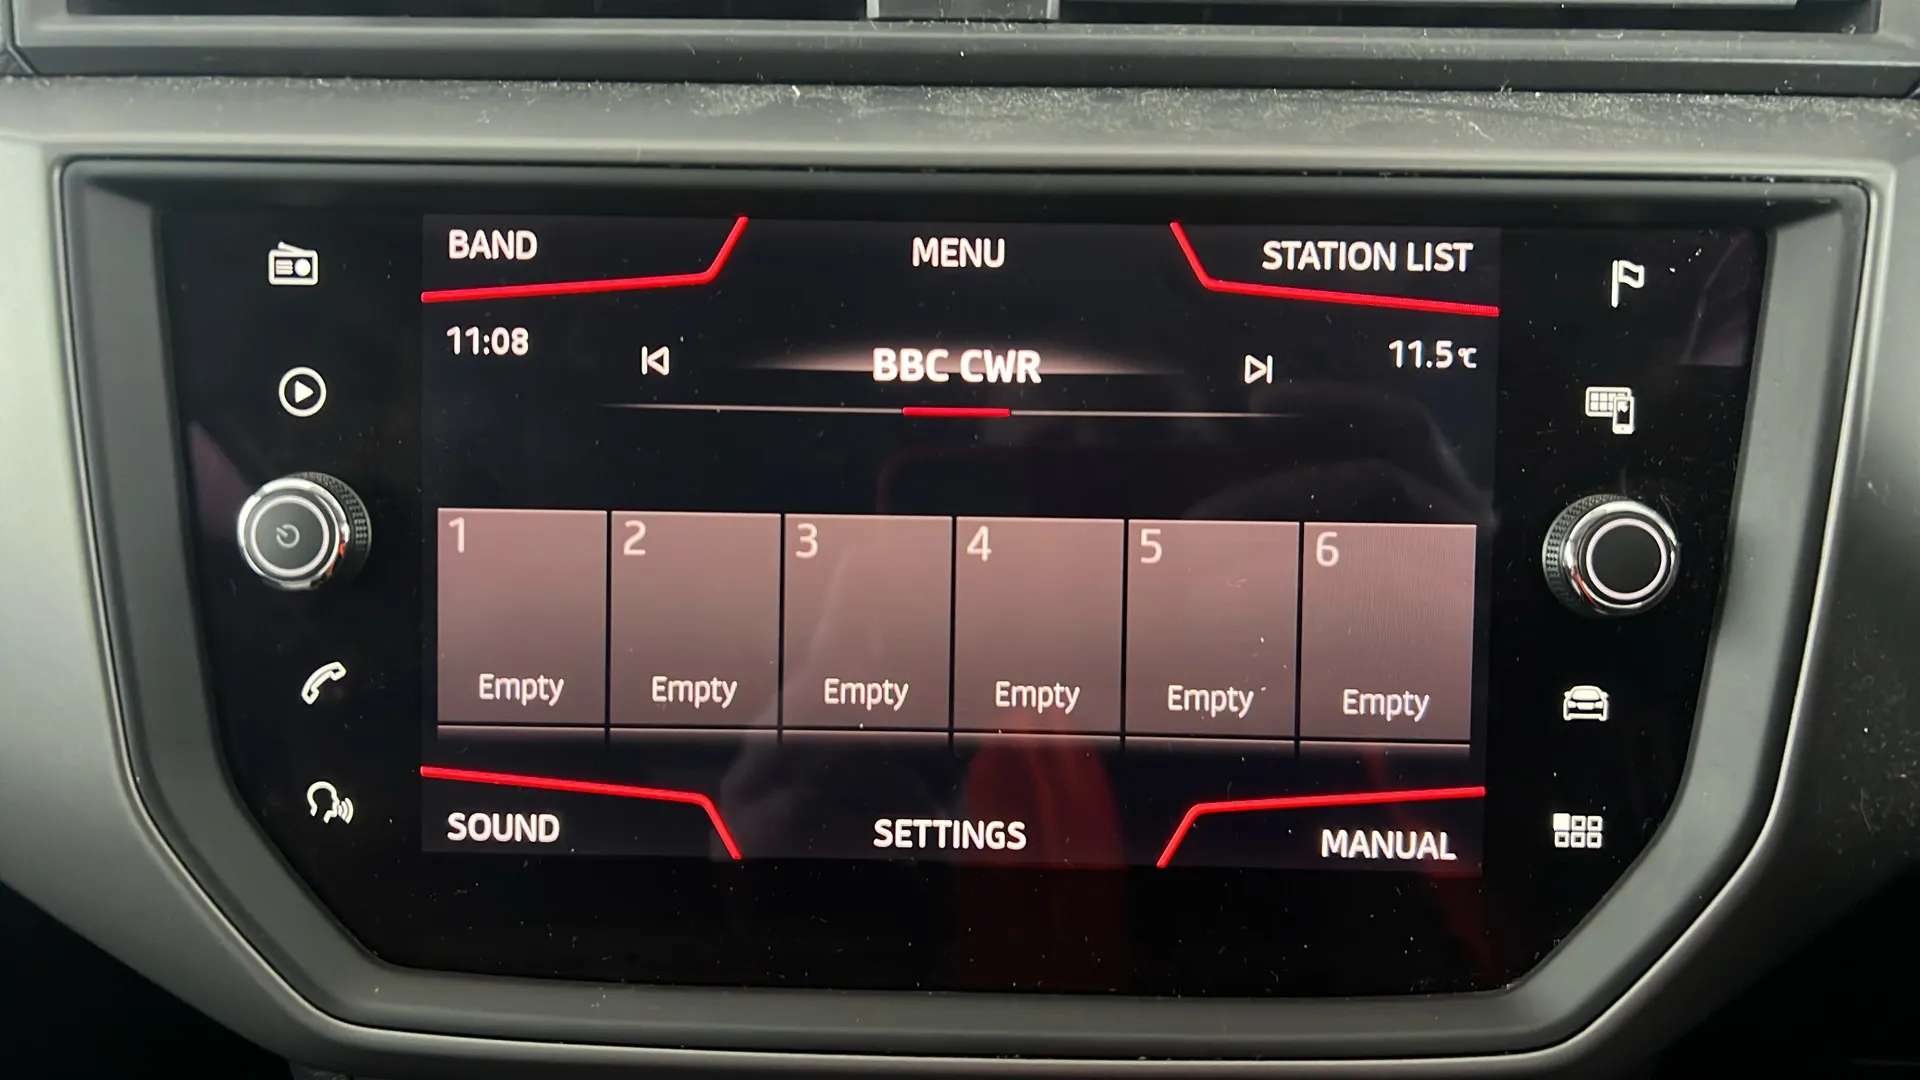 BAND MENU STATION LIST
11:08 BBC CWR 11.5°C
1 2 3 4 5 6
Empty Empty Empty Empty Empty Empty
SOUND SETTINGS MANUAL